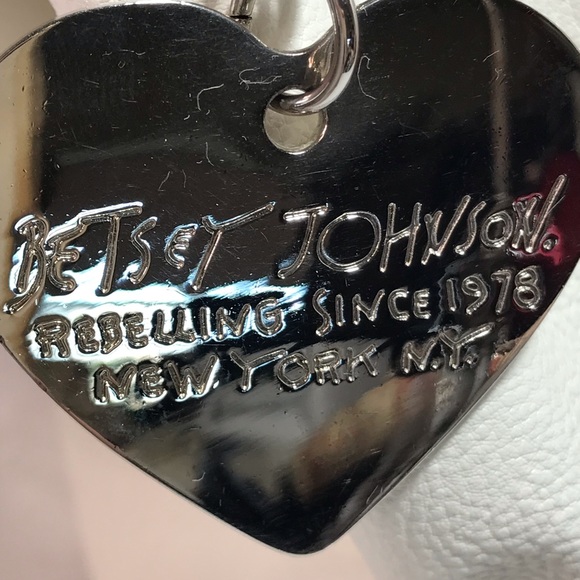 BETSEY JOHNSON.
REBELLING SINCE 1978
NEW YORK N.Y.